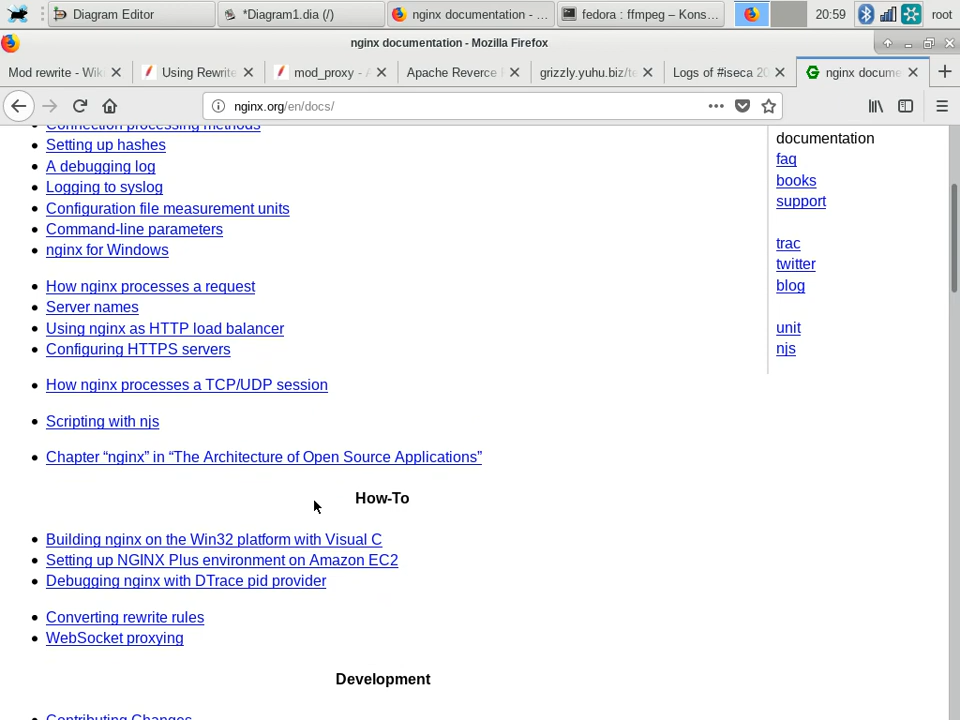 Diagram Editor
*Diagram1.dia (/)
nginx documentation - ...
fedora : ffmpeg – Kons...
20:59
root
nginx documentation - Mozilla Firefox
Mod rewrite - Wiki
Using Rewrite
mod_proxy - A
Apache Reverce
grizzly.yuhu.biz/te
Logs of #iseca 20
nginx docume
nginx.org/en/docs/
Connection processing methods
Setting up hashes
A debugging log
Logging to syslog
Configuration file measurement units
Command-line parameters
nginx for Windows
How nginx processes a request
Server names
Using nginx as HTTP load balancer
Configuring HTTPS servers
How nginx processes a TCP/UDP session
Scripting with njs
Chapter “nginx” in “The Architecture of Open Source Applications”
How-To
Building nginx on the Win32 platform with Visual C
Setting up NGINX Plus environment on Amazon EC2
Debugging nginx with DTrace pid provider
Converting rewrite rules
WebSocket proxying
Development
Contributing Changes
documentation
faq
books
support
trac
twitter
blog
unit
njs